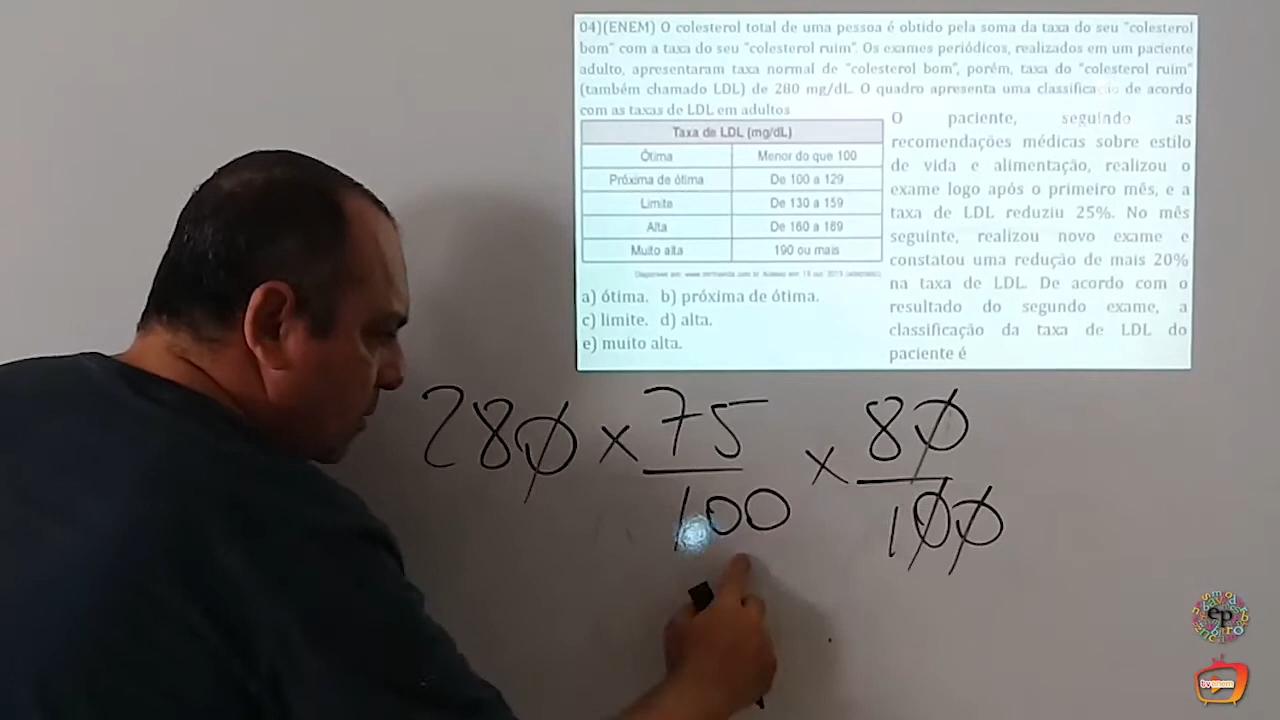 04)(ENEM) O colesterol total de uma pessoa é obtido pela soma da taxa do seu "colesterol
bom" com a taxa do seu "colesterol ruim". Os exames periódicos, realizados em um paciente
adulto, apresentaram taxa normal de "colesterol bom", porém, taxa do "colesterol ruim"
(também chamado LDL) de 280 mg/dL. O quadro apresenta uma classificação de acordo
com as taxas de LDL em adultos
Taxa de LDL (mg/dL)
Ótima Menor do que 100
Próxima de ótima De 100 a 129
Limite De 130 a 159
Alta De 160 a 189
Muito alta 190 ou mais
O paciente, seguindo as
recomendações médicas sobre estilo
de vida e alimentação, realizou o
exame logo após o primeiro mês, e a
taxa de LDL reduziu 25%. No mês
seguinte, realizou novo exame e
constatou uma redução de mais 20%
na taxa de LDL. De acordo com o
resultado do segundo exame, a
classificação da taxa de LDL do
paciente é
a) ótima. b) próxima de ótima.
c) limite. d) alta.
e) muito alta.
280 × 75 × 80
100 100
ep
tvenem